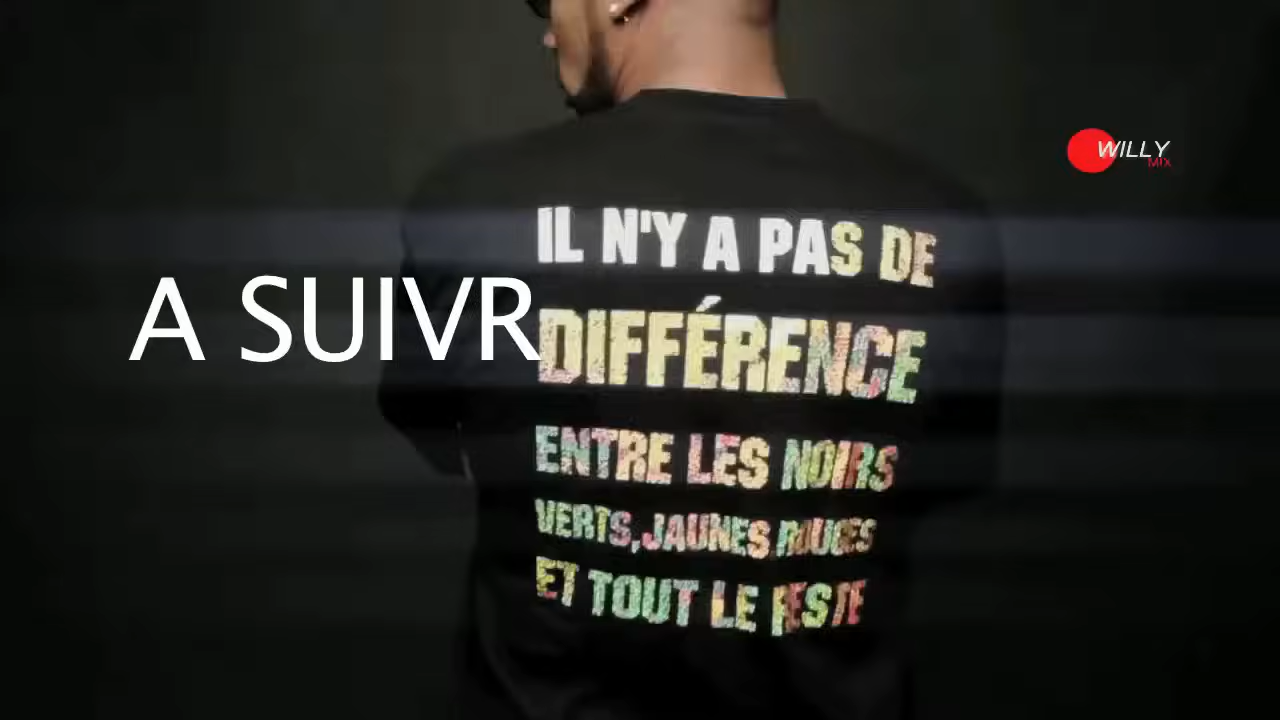 IL N'Y A PAS DE
A SUIVR
DIFFÉRENCE
ENTRE LES NOIRS
VERTS, JAUNES ROUGES
ET TOUT LE RESTE
WILLY
MIX